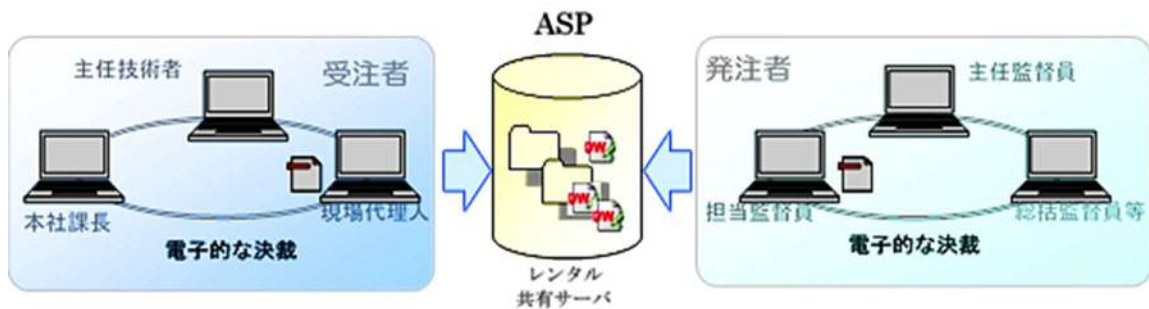 ASP
主任技術者
受注者
本社課長
現場代理人
電子的な決裁
レンタル
共有サーバ
発注者
主任監督員
担当監督員
総括監督員等
電子的な決裁